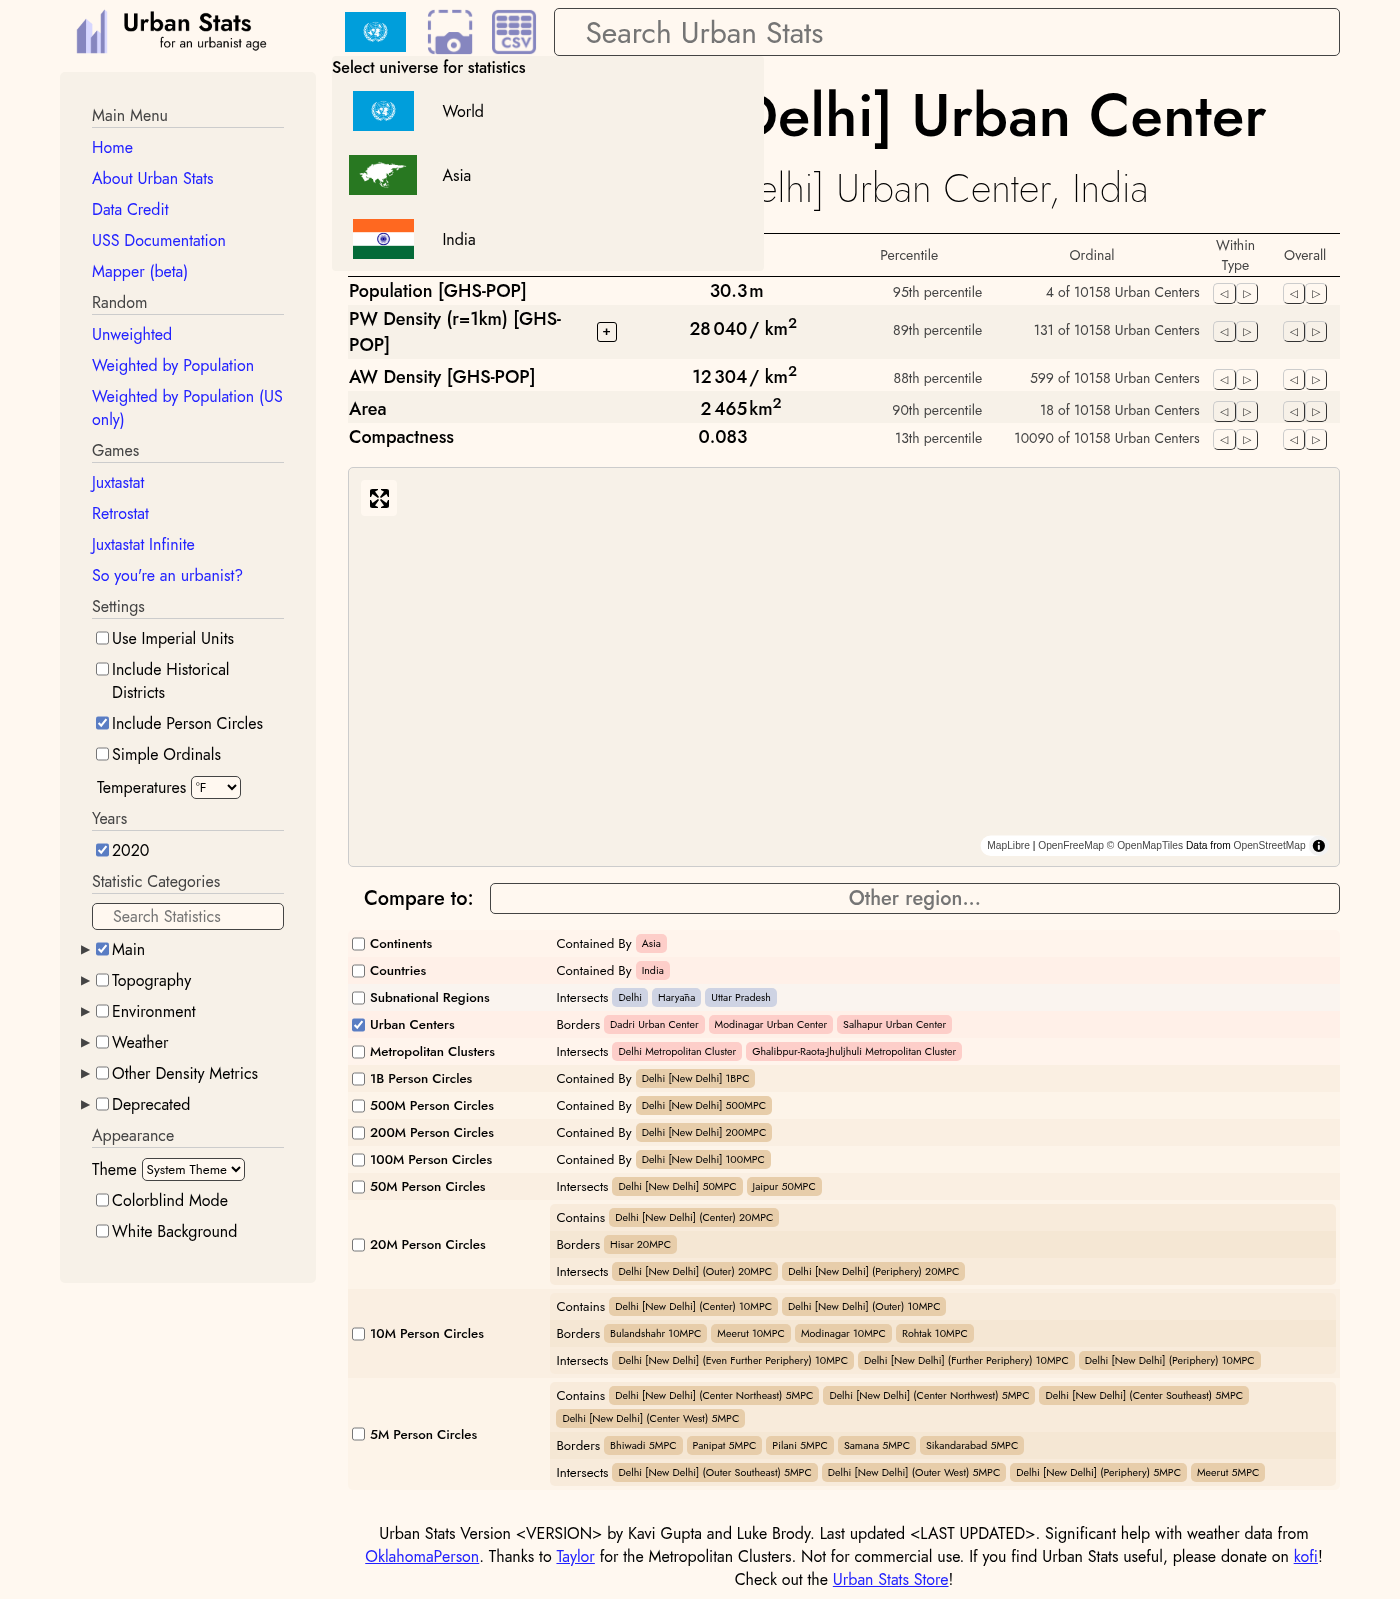 Urban Stats
for an urbanist age
CSV
Search Urban Stats
Select universe for statistics
World
Asia
India
Delhi] Urban Center
elhi] Urban Center, India
Main Menu
Home
About Urban Stats
Data Credit
USS Documentation
Mapper (beta)
Random
Unweighted
Weighted by Population
Weighted by Population (US
only)
Games
Juxtastat
Retrostat
Juxtastat Infinite
So you're an urbanist?
Settings
Use Imperial Units
Include Historical
Districts
Include Person Circles
Simple Ordinals
Temperatures °F
Years
2020
Statistic Categories
Search Statistics
Main
Topography
Environment
Weather
Other Density Metrics
Deprecated
Appearance
Theme System Theme
Colorblind Mode
White Background
Percentile Ordinal Within Type Overall
Population [GHS-POP] 30.3 m 95th percentile 4 of 10158 Urban Centers
PW Density (r=1km) [GHS-
POP] + 28 040 / km2 89th percentile 131 of 10158 Urban Centers
AW Density [GHS-POP] 12 304 / km2 88th percentile 599 of 10158 Urban Centers
Area 2 465 km2 90th percentile 18 of 10158 Urban Centers
Compactness 0.083 13th percentile 10090 of 10158 Urban Centers
MapLibre | OpenFreeMap © OpenMapTiles Data from OpenStreetMap
Compare to: Other region...
Continents Contained By Asia
Countries Contained By India
Subnational Regions Intersects Delhi Haryāna Uttar Pradesh
Urban Centers Borders Dadri Urban Center Modinagar Urban Center Salhapur Urban Center
Metropolitan Clusters Intersects Delhi Metropolitan Cluster Ghalibpur-Raota-Jhuljhuli Metropolitan Cluster
1B Person Circles Contained By Delhi [New Delhi] 1BPC
500M Person Circles Contained By Delhi [New Delhi] 500MPC
200M Person Circles Contained By Delhi [New Delhi] 200MPC
100M Person Circles Contained By Delhi [New Delhi] 100MPC
50M Person Circles Intersects Delhi [New Delhi] 50MPC Jaipur 50MPC
20M Person Circles
Contains Delhi [New Delhi] (Center) 20MPC
Borders Hisar 20MPC
Intersects Delhi [New Delhi] (Outer) 20MPC Delhi [New Delhi] (Periphery) 20MPC
10M Person Circles
Contains Delhi [New Delhi] (Center) 10MPC Delhi [New Delhi] (Outer) 10MPC
Borders Bulandshahr 10MPC Meerut 10MPC Modinagar 10MPC Rohtak 10MPC
Intersects Delhi [New Delhi] (Even Further Periphery) 10MPC Delhi [New Delhi] (Further Periphery) 10MPC Delhi [New Delhi] (Periphery) 10MPC
5M Person Circles
Contains Delhi [New Delhi] (Center Northeast) 5MPC Delhi [New Delhi] (Center Northwest) 5MPC Delhi [New Delhi] (Center Southeast) 5MPC
Delhi [New Delhi] (Center West) 5MPC
Borders Bhiwadi 5MPC Panipat 5MPC Pilani 5MPC Samana 5MPC Sikandarabad 5MPC
Intersects Delhi [New Delhi] (Outer Southeast) 5MPC Delhi [New Delhi] (Outer West) 5MPC Delhi [New Delhi] (Periphery) 5MPC Meerut 5MPC
Urban Stats Version <VERSION> by Kavi Gupta and Luke Brody. Last updated <LAST UPDATED>. Significant help with weather data from
OklahomaPerson. Thanks to Taylor for the Metropolitan Clusters. Not for commercial use. If you find Urban Stats useful, please donate on kofi!
Check out the Urban Stats Store!